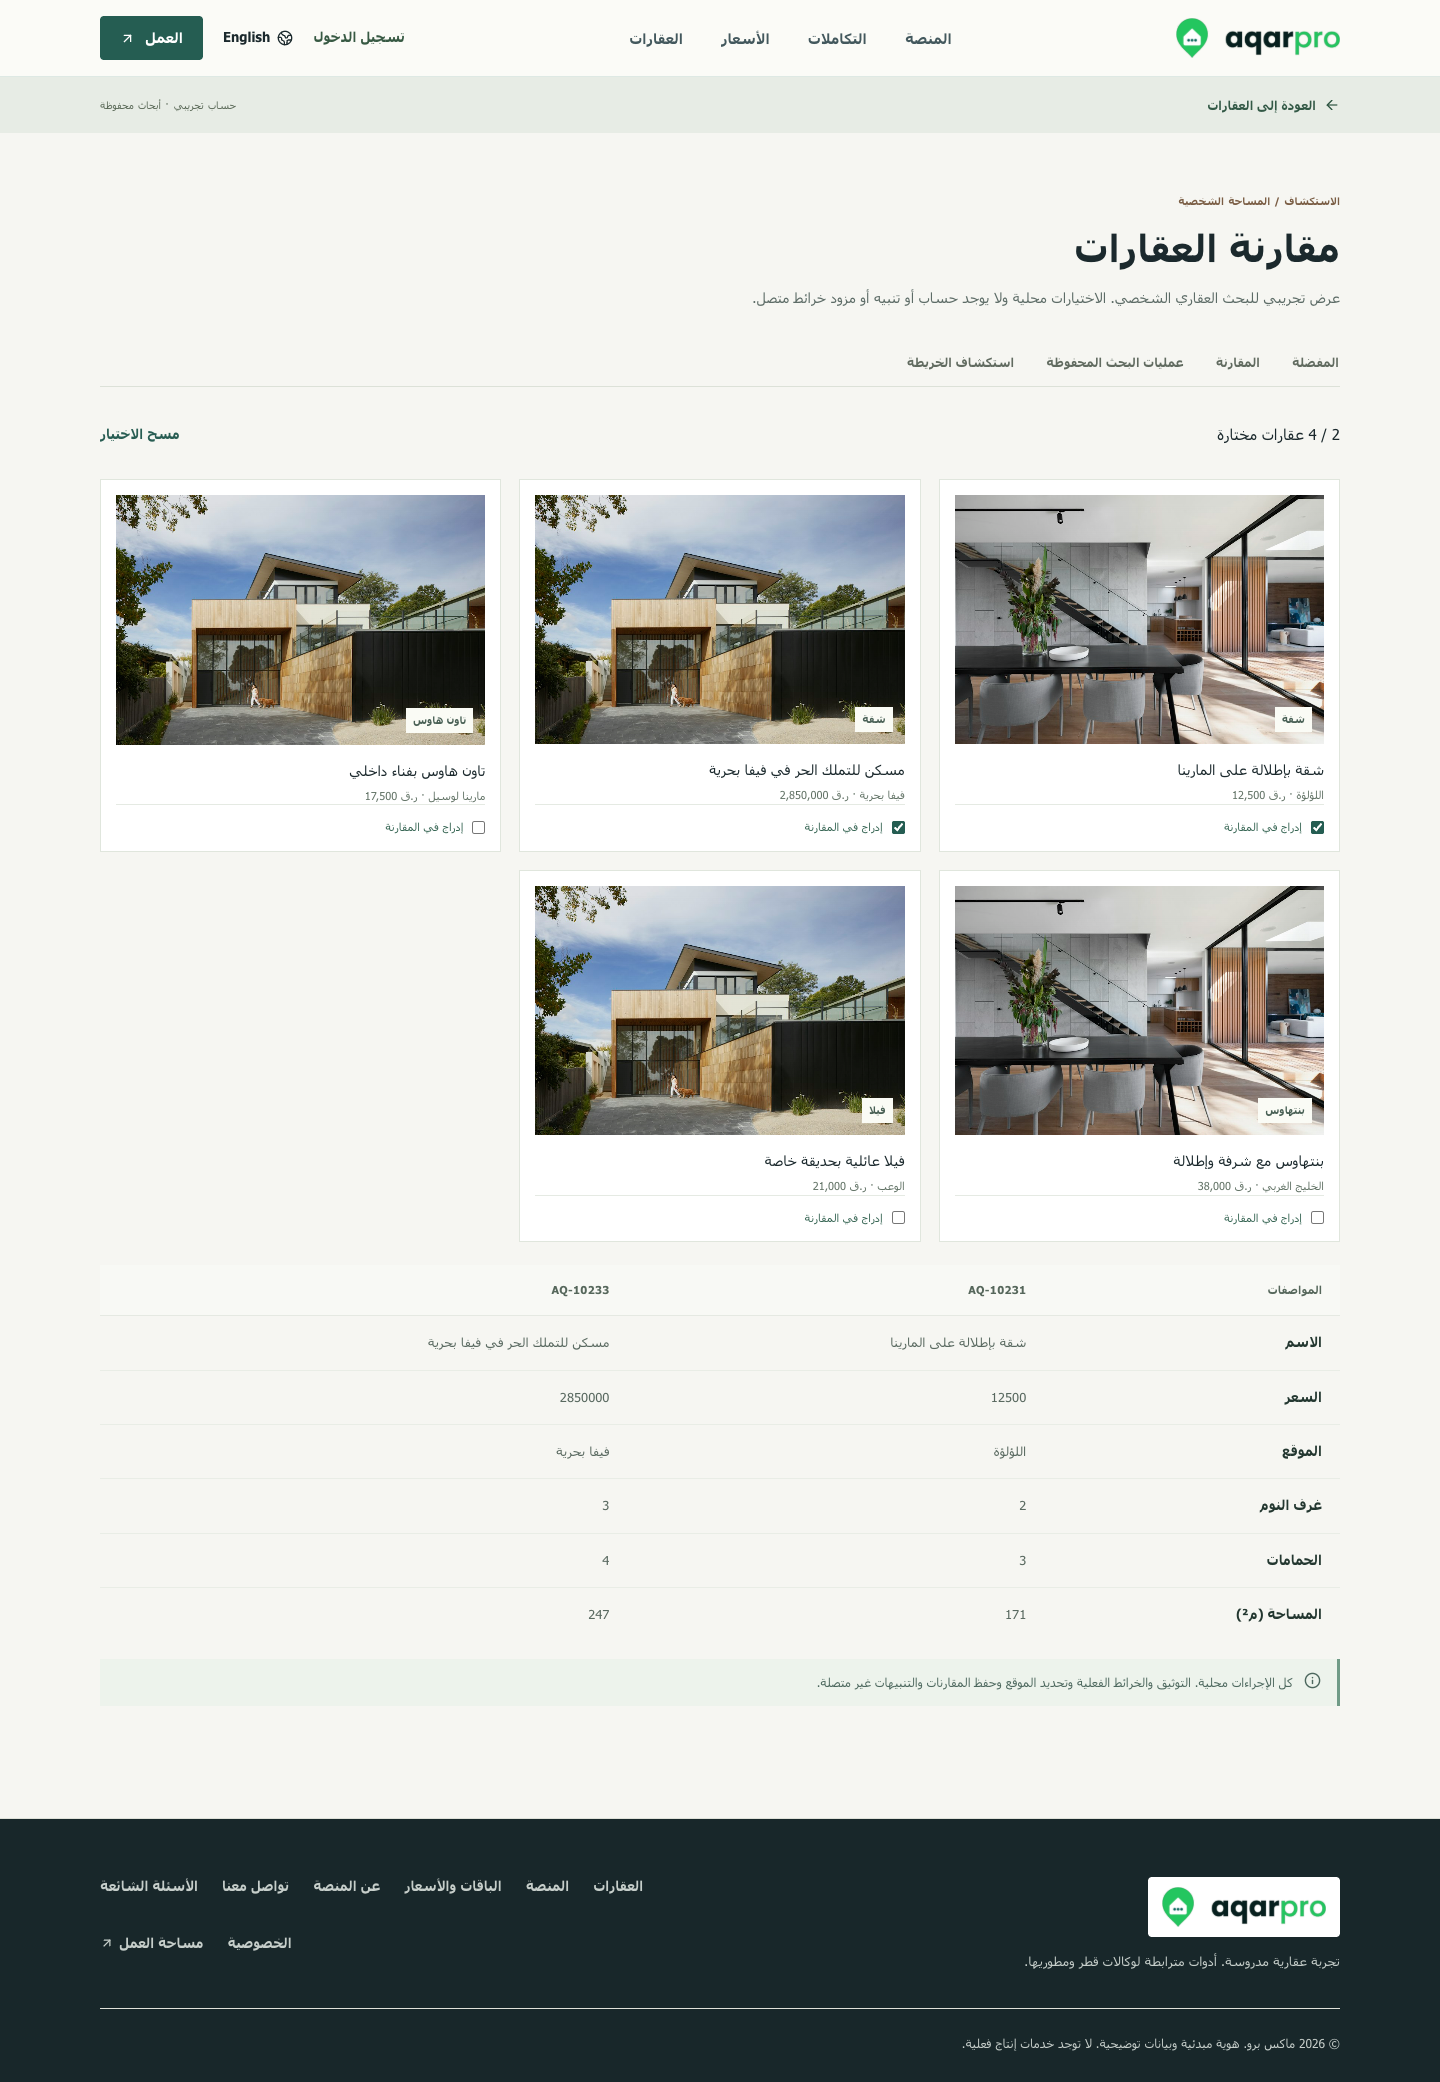 aqarpro
المنصة
التكاملات
الأسعار
العقارات
تسجيل الدخول
English
العمل
العودة إلى العقارات
حساب تجريبي · أبحاث محفوظة
الاستكشاف / المساحة الشخصية
مقارنة العقارات
عرض تجريبي للبحث العقاري الشخصي. الاختيارات محلية ولا يوجد حساب أو تنبيه أو مزود خرائط متصل.
المفضلة
المقارنة
عمليات البحث المحفوظة
استكشاف الخريطة
2 / 4 عقارات مختارة
مسح الاختيار
شقة
شقة بإطلالة على المارينا
اللؤلؤة · ر.ق 12,500
إدراج في المقارنة
شقة
مسكن للتملك الحر في فيفا بحرية
فيفا بحرية · ر.ق 2,850,000
إدراج في المقارنة
تاون هاوس
تاون هاوس بفناء داخلي
مارينا لوسيل · ر.ق 17,500
إدراج في المقارنة
بنتهاوس
بنتهاوس مع شرفة وإطلالة
الخليج الغربي · ر.ق 38,000
إدراج في المقارنة
فيلا
فيلا عائلية بحديقة خاصة
الوعب · ر.ق 21,000
إدراج في المقارنة
المواصفات AQ-10231 AQ-10233
الاسم شقة بإطلالة على المارينا مسكن للتملك الحر في فيفا بحرية
السعر 12500 2850000
الموقع اللؤلؤة فيفا بحرية
غرف النوم 2 3
الحمامات 3 4
المساحة (م²) 171 247
كل الإجراءات محلية. التوثيق والخرائط الفعلية وتحديد الموقع وحفظ المقارنات والتنبيهات غير متصلة.
aqarpro
تجربة عقارية مدروسة. أدوات مترابطة لوكالات قطر ومطوريها.
العقارات
المنصة
الباقات والأسعار
عن المنصة
تواصل معنا
الأسئلة الشائعة
الخصوصية
مساحة العمل
© 2026 ماكس برو. هوية مبدئية وبيانات توضيحية. لا توجد خدمات إنتاج فعلية.